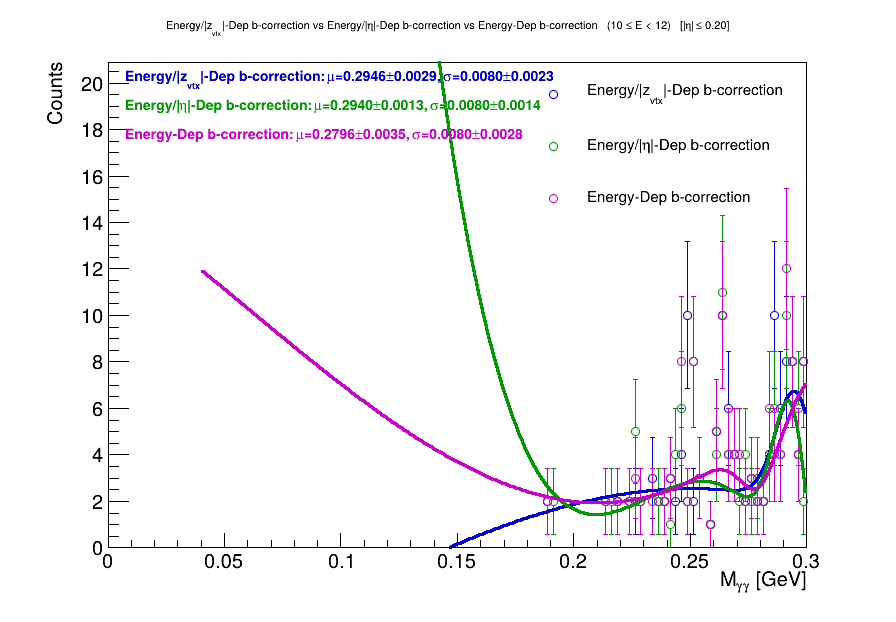 Energy/|z_vtx|-Dep b-correction vs Energy/|η|-Dep b-correction vs Energy-Dep b-correction (10 ≤ E < 12) [|η| ≤ 0.20]
Counts
Energy/|z_vtx|-Dep b-correction: μ=0.2946±0.0029, σ=0.0080±0.0023
Energy/|η|-Dep b-correction: μ=0.2940±0.0013, σ=0.0080±0.0014
Energy-Dep b-correction: μ=0.2796±0.0035, σ=0.0080±0.0028
Energy/|z_vtx|-Dep b-correction
Energy/|η|-Dep b-correction
Energy-Dep b-correction
20
18
16
14
12
10
8
6
4
2
0
0 0.05 0.1 0.15 0.2 0.25 0.3
M_γγ [GeV]